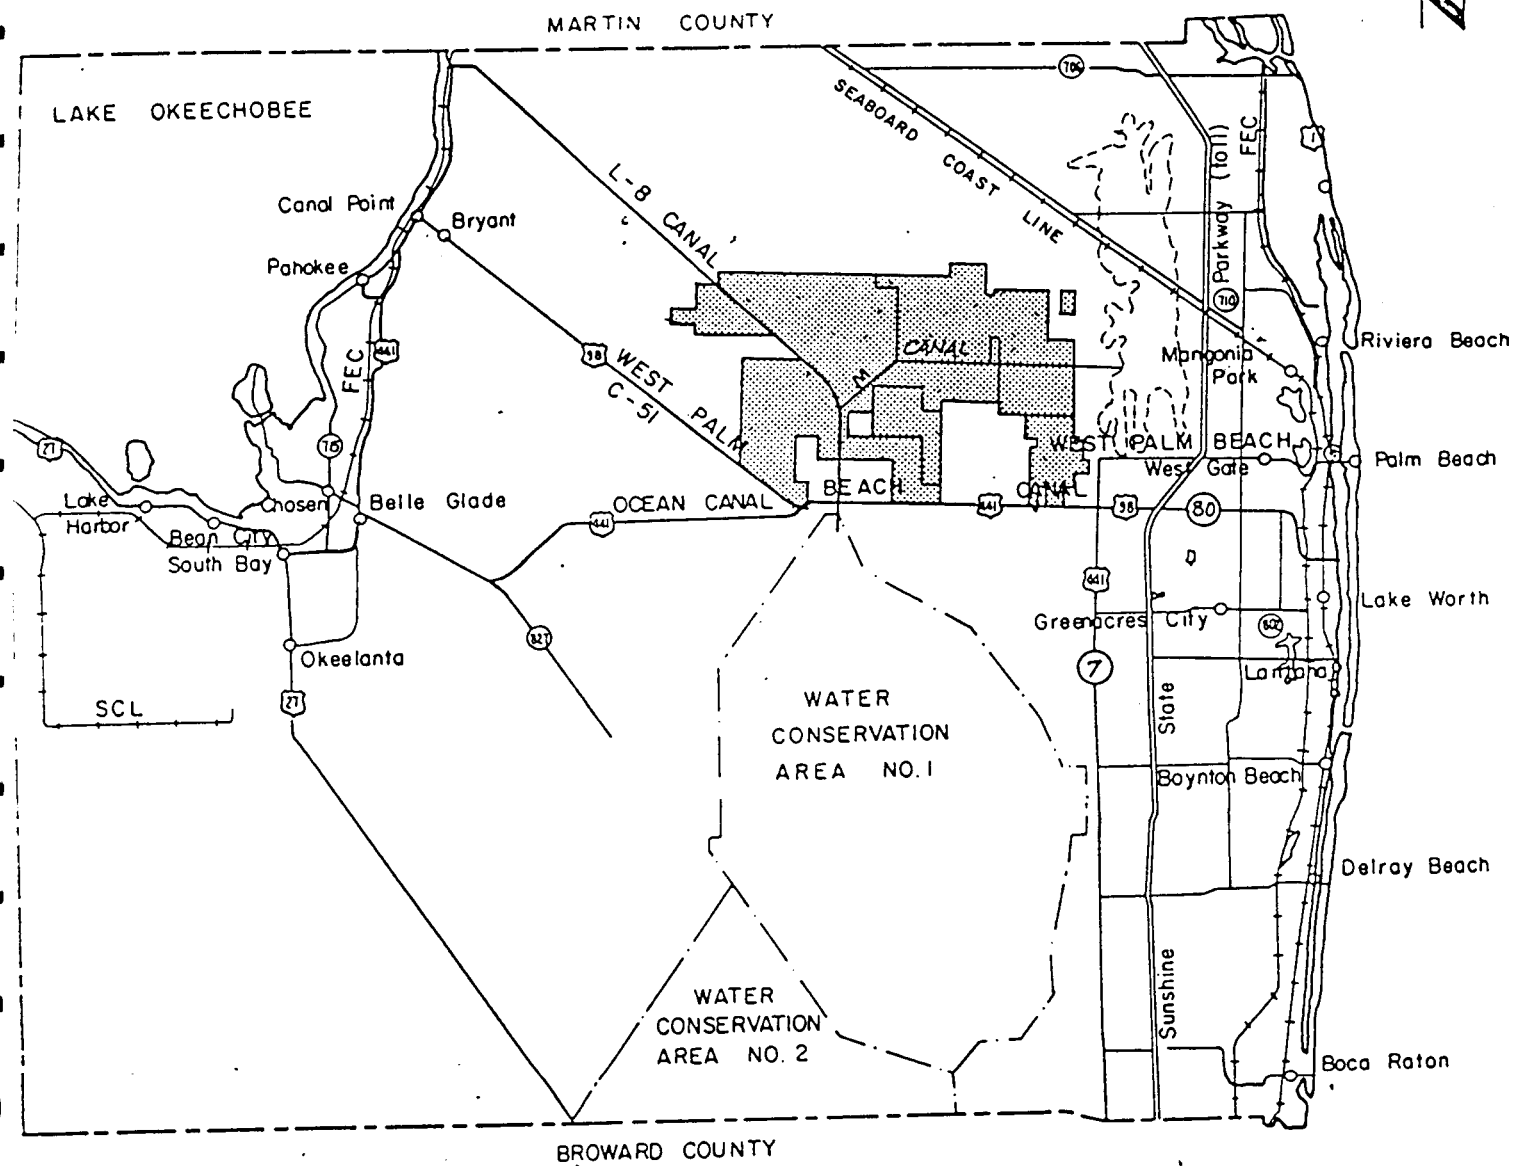 MARTIN COUNTY
LAKE OKEECHOBEE
706
SEABOARD COAST LINE
Parkway (toll)
FEC
1
L-8 CANAL
Canal Point
Bryant
Pahokee
710
441
FEC
98
WEST PALM
C-51
CANAL
M
Mangonia
Park
Riviera Beach
27
715
WEST PALM BEACH
West Gate
Palm Beach
Lake
Harbor
Chosen
Belle Glade
BEACH
CANAL
OCEAN CANAL
441
441
98
80
Bean City
South Bay
441
Lake Worth
Greenacres City
802
827
Okeelanta
7
Lantana
27
SCL
WATER
CONSERVATION
AREA NO. 1
State
Boynton Beach
Delray Beach
WATER
CONSERVATION
AREA NO. 2
Sunshine
Boca Raton
BROWARD COUNTY